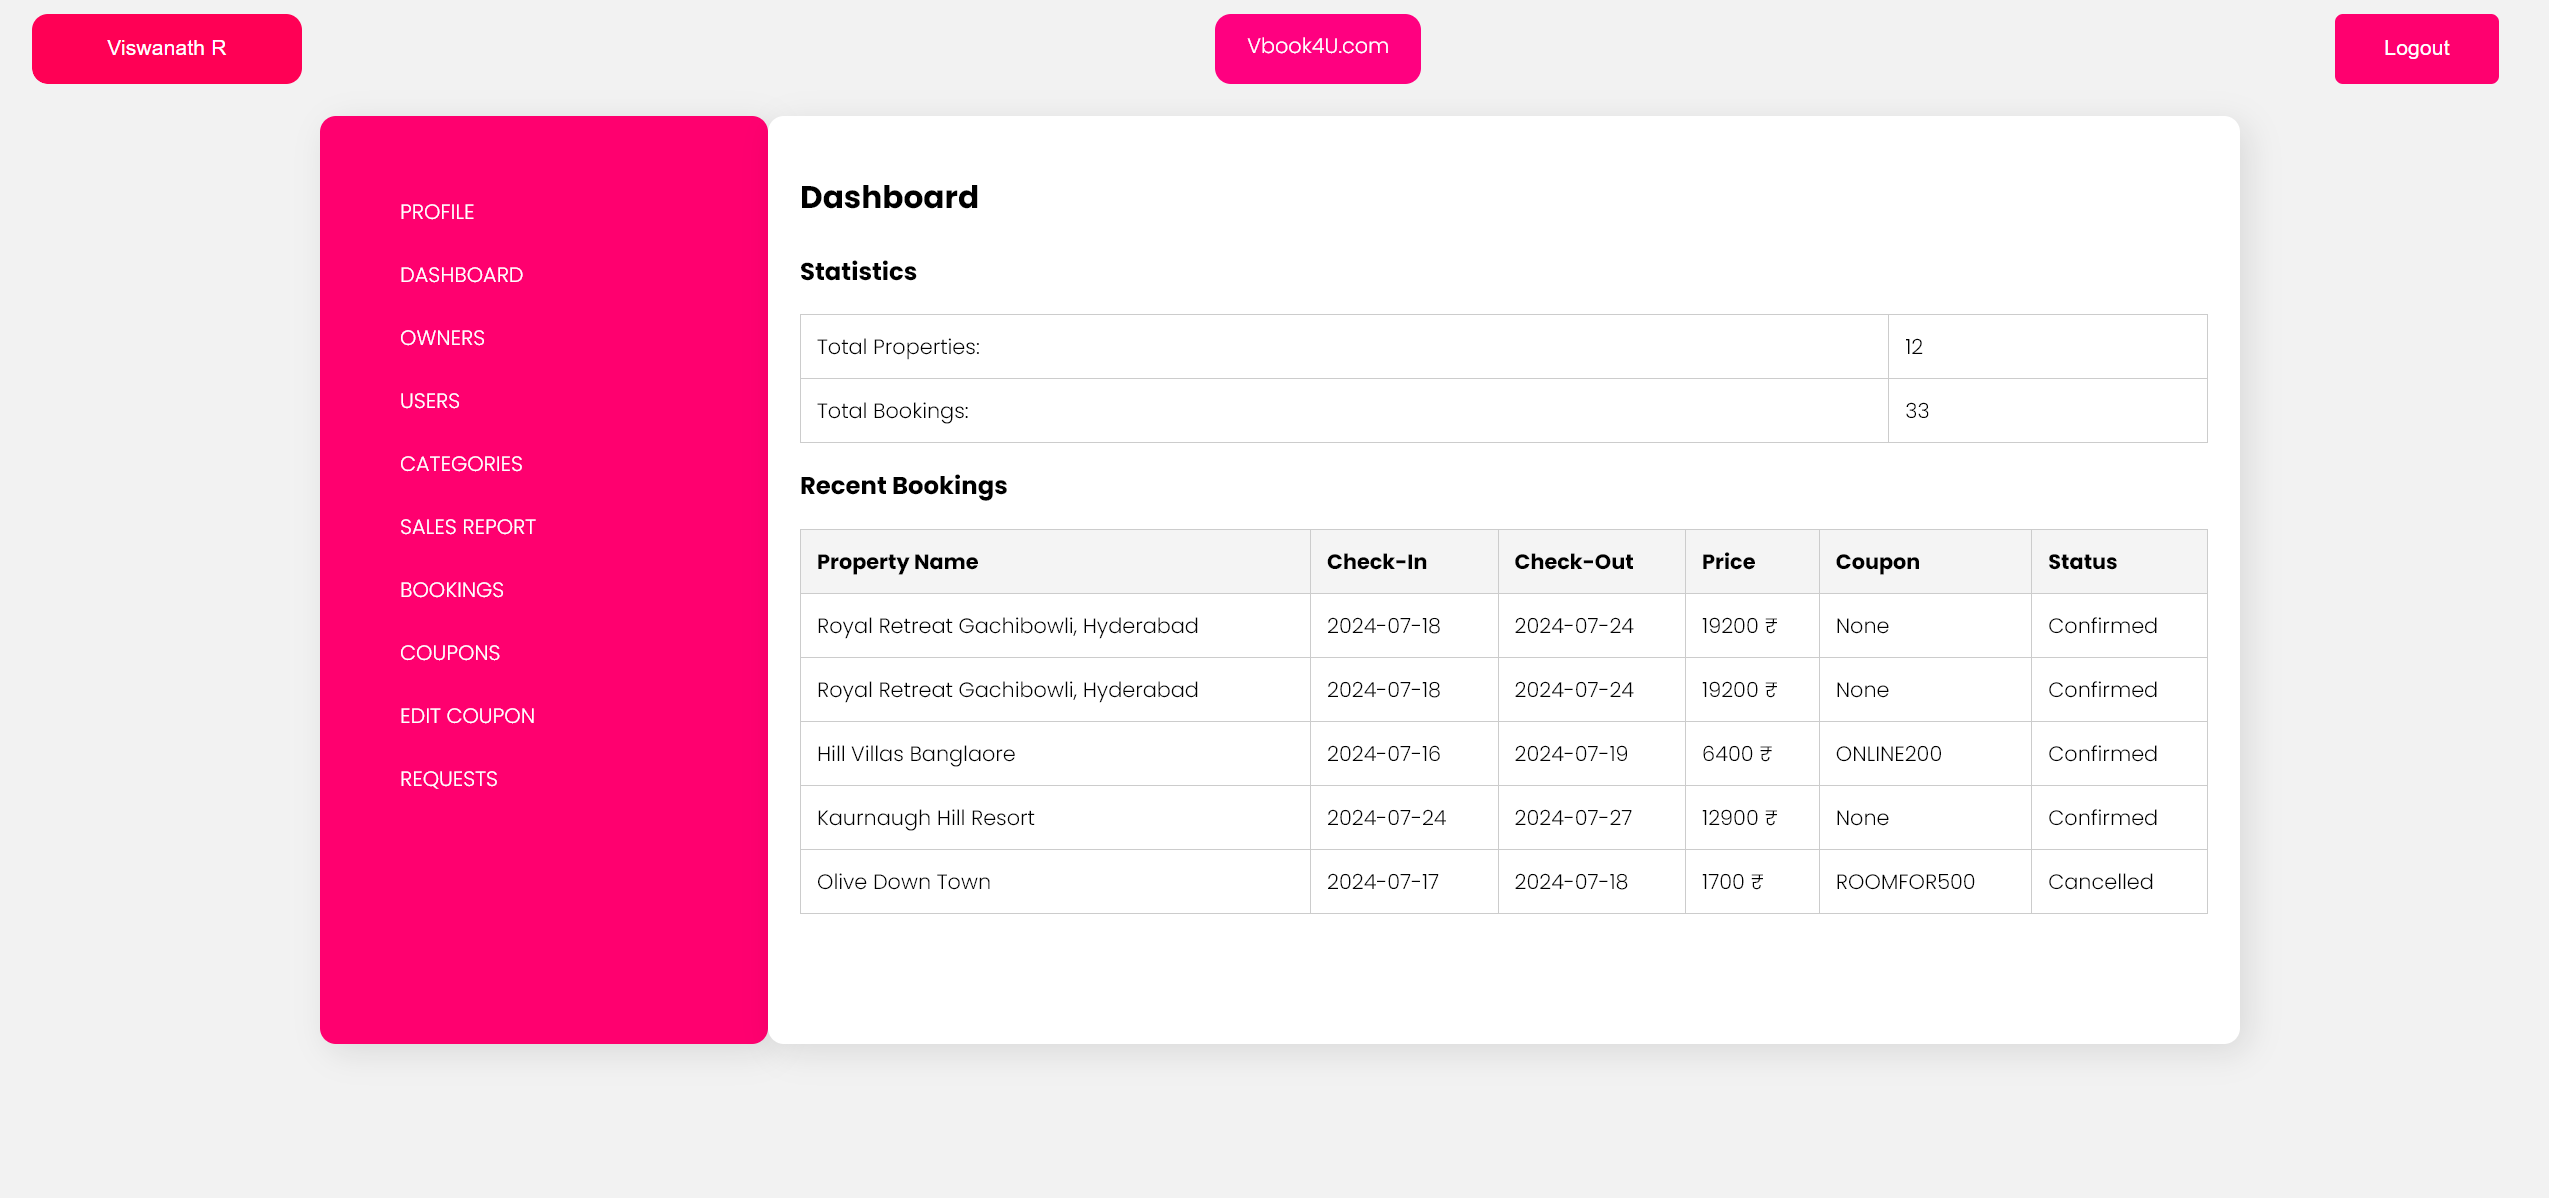 Viswanath R
Vbook4U.com
Logout
PROFILE
DASHBOARD
OWNERS
USERS
CATEGORIES
SALES REPORT
BOOKINGS
COUPONS
EDIT COUPON
REQUESTS
Dashboard
Statistics
Total Properties: 12
Total Bookings: 33
Recent Bookings
Property Name Check-In Check-Out Price Coupon Status
Royal Retreat Gachibowli, Hyderabad 2024-07-18 2024-07-24 19200 ₹ None Confirmed
Royal Retreat Gachibowli, Hyderabad 2024-07-18 2024-07-24 19200 ₹ None Confirmed
Hill Villas Banglaore 2024-07-16 2024-07-19 6400 ₹ ONLINE200 Confirmed
Kaurnaugh Hill Resort 2024-07-24 2024-07-27 12900 ₹ None Confirmed
Olive Down Town 2024-07-17 2024-07-18 1700 ₹ ROOMFOR500 Cancelled